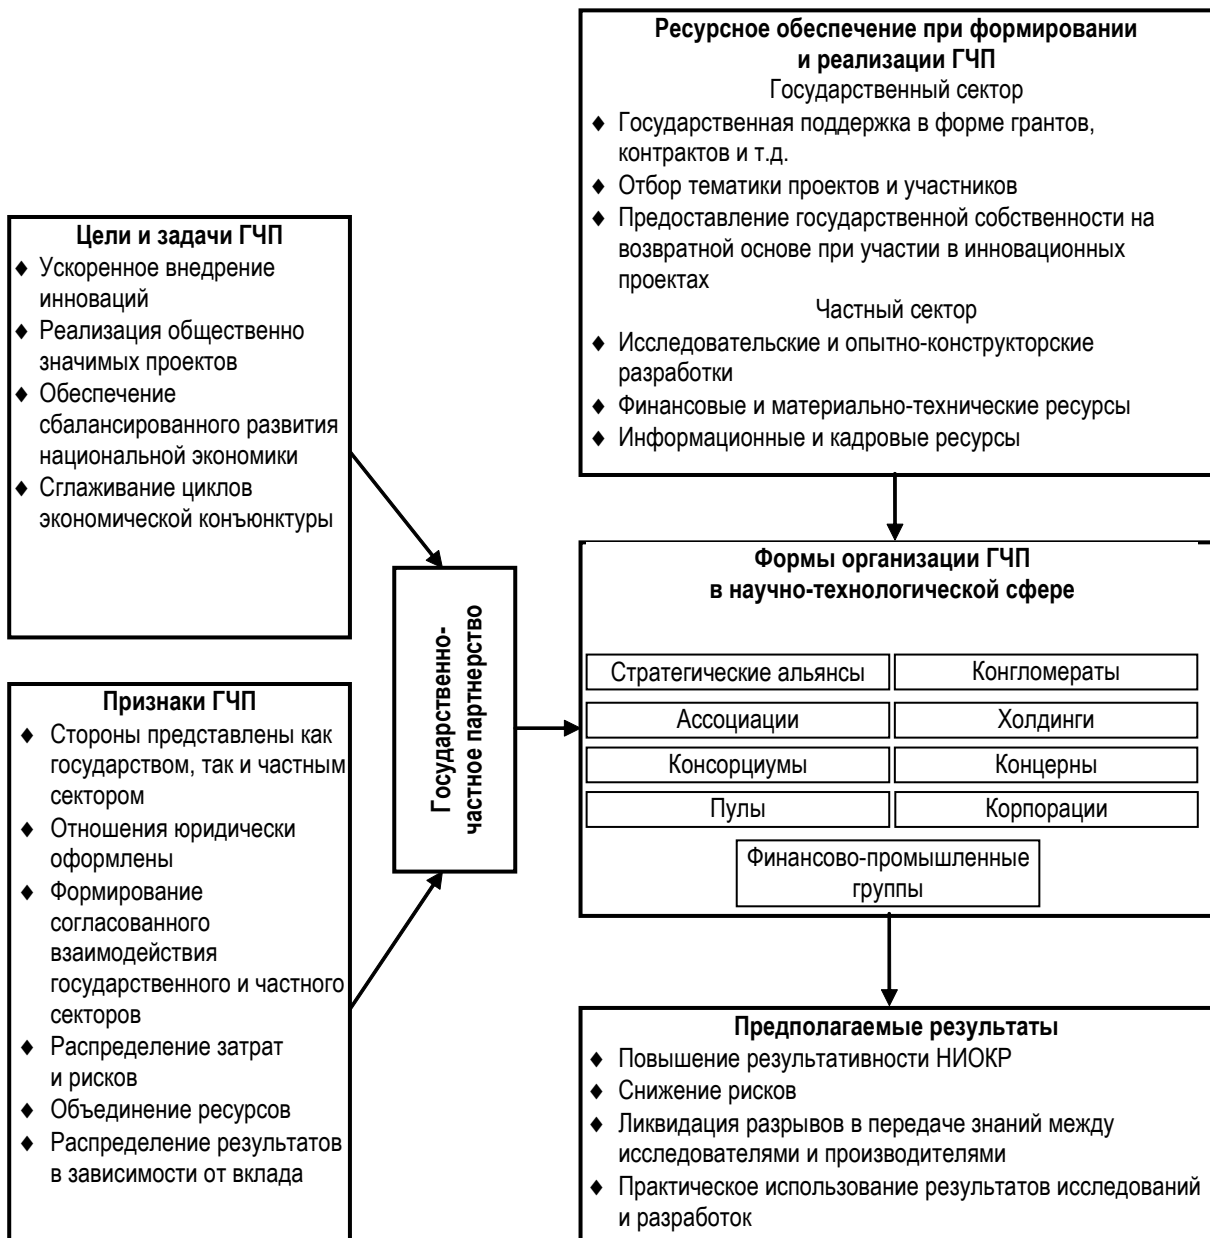 Ресурсное обеспечение при формировании
и реализации ГЧП
Государственный сектор
♦ Государственная поддержка в форме грантов,
контрактов и т.д.
♦ Отбор тематики проектов и участников
♦ Предоставление государственной собственности на
возвратной основе при участии в инновационных
проектах
Частный сектор
♦ Исследовательские и опытно-конструкторские
разработки
♦ Финансовые и материально-технические ресурсы
♦ Информационные и кадровые ресурсы
Цели и задачи ГЧП
♦ Ускоренное внедрение
инноваций
♦ Реализация общественно
значимых проектов
♦ Обеспечение
сбалансированного развития
национальной экономики
♦ Сглаживание циклов
экономической конъюнктуры
Признаки ГЧП
♦ Стороны представлены как
государством, так и частным
сектором
♦ Отношения юридически
оформлены
♦ Формирование
согласованного
взаимодействия
государственного и частного
секторов
♦ Распределение затрат
и рисков
♦ Объединение ресурсов
♦ Распределение результатов
в зависимости от вклада
Государственно-
частное партнерство
Формы организации ГЧП
в научно-технологической сфере
Стратегические альянсы
Конгломераты
Ассоциации
Холдинги
Консорциумы
Концерны
Пулы
Корпорации
Финансово-промышленные
группы
Предполагаемые результаты
♦ Повышение результативности НИОКР
♦ Снижение рисков
♦ Ликвидация разрывов в передаче знаний между
исследователями и производителями
♦ Практическое использование результатов исследований
и разработок